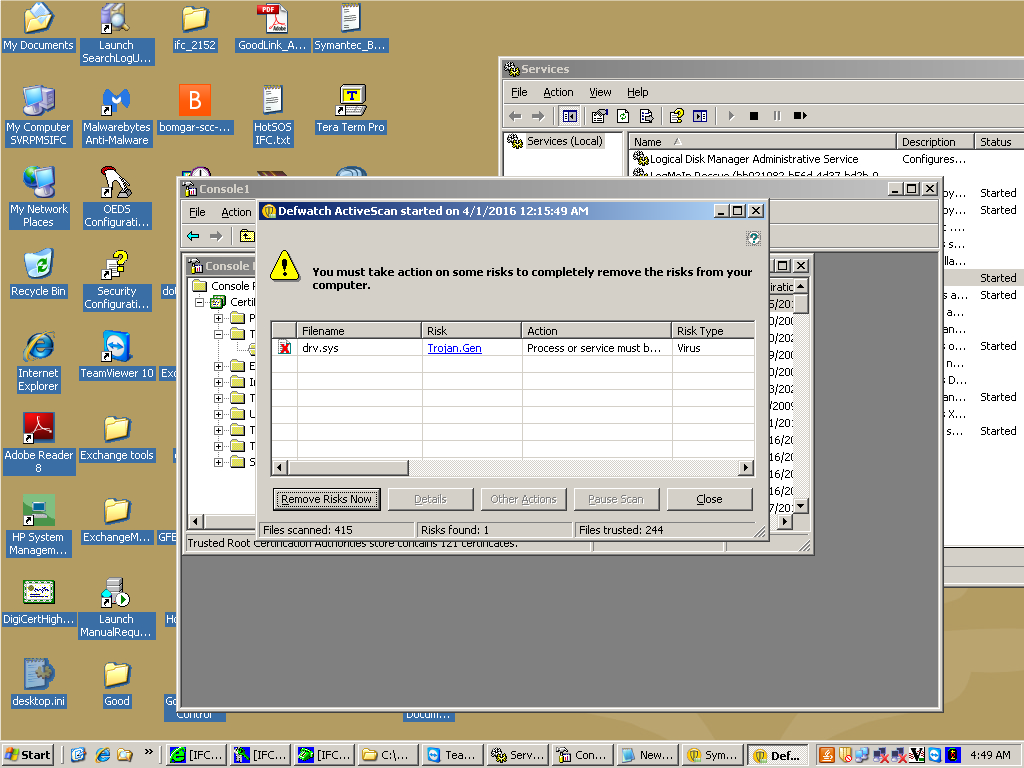 My Documents
Launch
SearchLogU...
ifc_2152
GoodLink_A...
Symantec_B...
My Computer
SVRPMSIFC
Malwarebytes
Anti-Malware
bomgar-scc-...
HotSOS
IFC.txt
Tera Term Pro
My Network
Places
OEDS
Configurati...
Recycle Bin
Security
Configurati...
Internet
Explorer
TeamViewer 10
Adobe Reader
8
Exchange tools
HP System
Managem...
ExchangeM...
DigiCertHigh...
Launch
ManualRequ...
desktop.ini
Good
Control
Docum...
Services
File Action View Help
Services (Local)
Name Description Status
Logical Disk Manager Administrative Service Configures...
Started
Started
Started
Started
Started
Started
Started
Console1
File Action
Defwatch ActiveScan started on 4/1/2016 12:15:49 AM
You must take action on some risks to completely remove the risks from your
computer.
Filename Risk Action Risk Type
drv.sys Trojan.Gen Process or service must b... Virus
Remove Risks Now Details Other Actions Pause Scan Close
Files scanned: 415 Risks found: 1 Files trusted: 244
Trusted Root Certification Authorities store contains 121 certificates.
Start [IFC... [IFC... [IFC... C:\... Tea... Serv... Con... New... Sym... Def... 4:49 AM